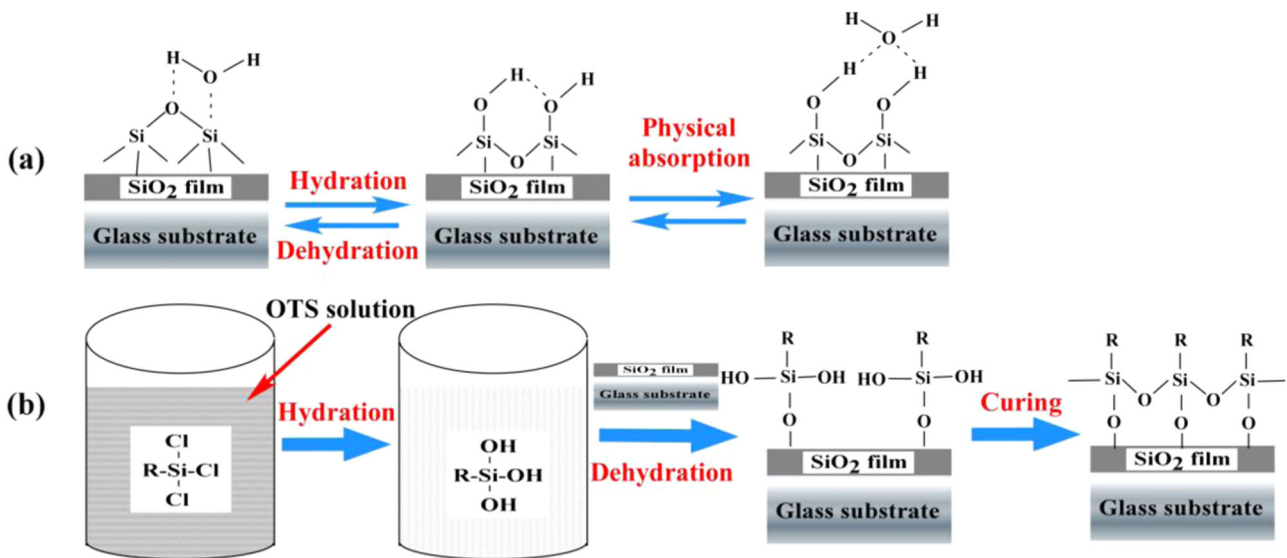 H H
O
H H
O
Si Si
SiO2 film
Glass substrate
Hydration
Dehydration
H H
O O
Si Si
O
SiO2 film
Glass substrate
Physical
absorption
H H
O
H H
O O
Si Si
O
SiO2 film
Glass substrate
(a)
OTS solution
(b)
Cl
R-Si-Cl
Cl
Hydration
OH
R-Si-OH
OH
SiO2 film
Glass substrate
Dehydration
R R
HO Si OH HO Si OH
O O
SiO2 film
Glass substrate
Curing
R R R
Si Si Si
O O
O O O
SiO2 film
Glass substrate